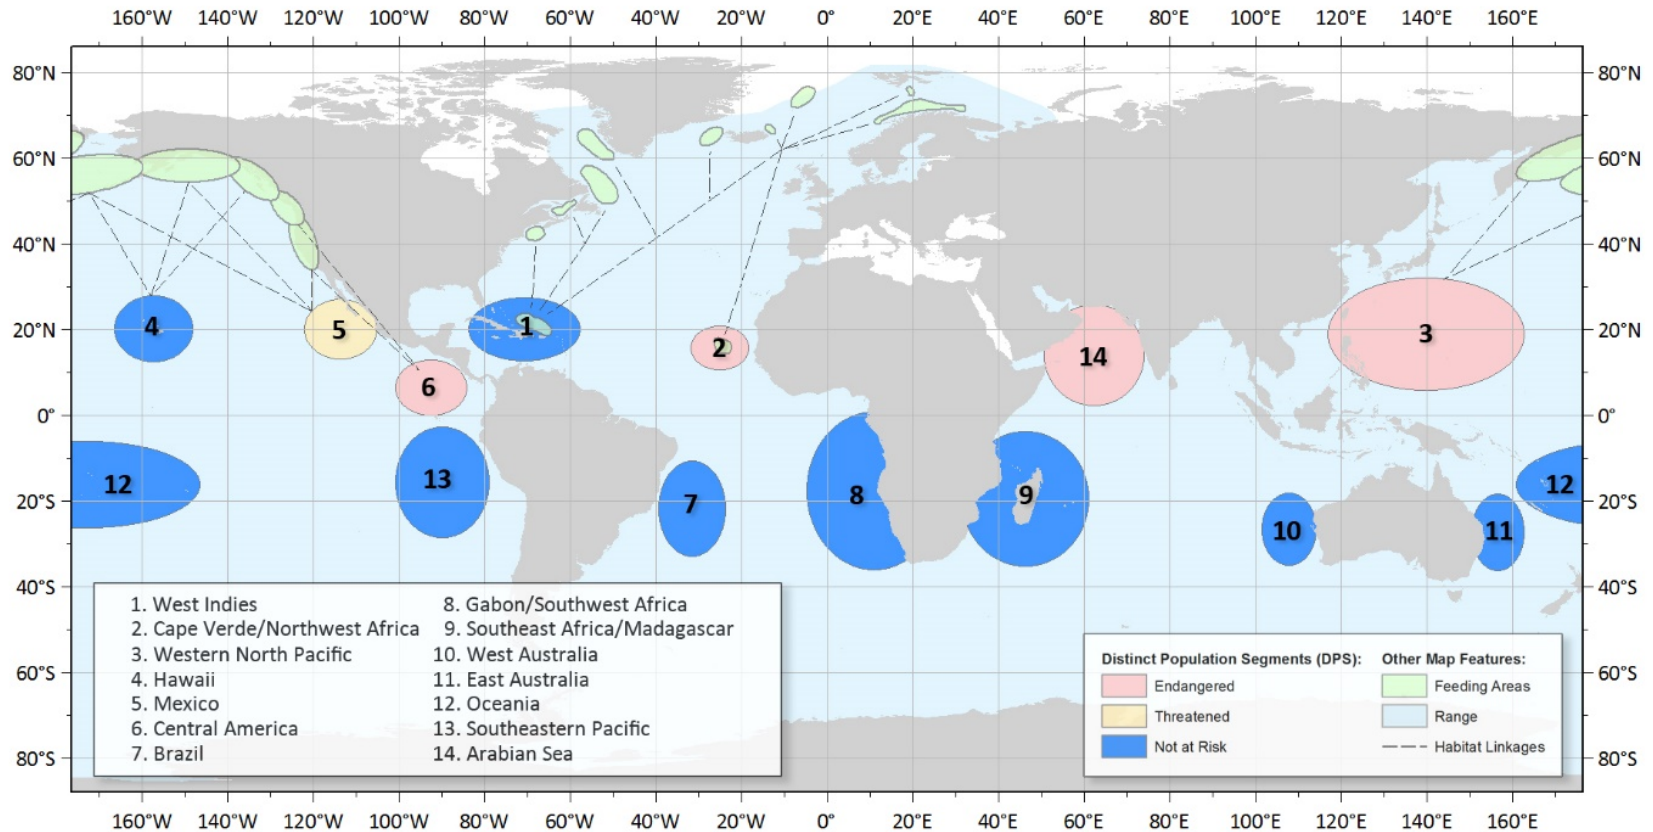 160°W 140°W 120°W 100°W 80°W 60°W 40°W 20°W 0° 20°E 40°E 60°E 80°E 100°E 120°E 140°E 160°E
80°N 80°N
60°N 60°N
40°N 40°N
20°N 4 5 1 2 3 14 20°N
6
0° 0°
12 13 7 8 9 12
20°S 20°S
10 11
40°S 40°S
1. West Indies
2. Cape Verde/Northwest Africa
3. Western North Pacific
4. Hawaii
5. Mexico
6. Central America
7. Brazil
8. Gabon/Southwest Africa
9. Southeast Africa/Madagascar
10. West Australia
11. East Australia
12. Oceania
13. Southeastern Pacific
14. Arabian Sea
Distinct Population Segments (DPS):
Endangered
Threatened
Not at Risk
Other Map Features:
Feeding Areas
Range
Habitat Linkages
60°S 60°S
80°S 80°S
160°W 140°W 120°W 100°W 80°W 60°W 40°W 20°W 0° 20°E 40°E 60°E 80°E 100°E 120°E 140°E 160°E